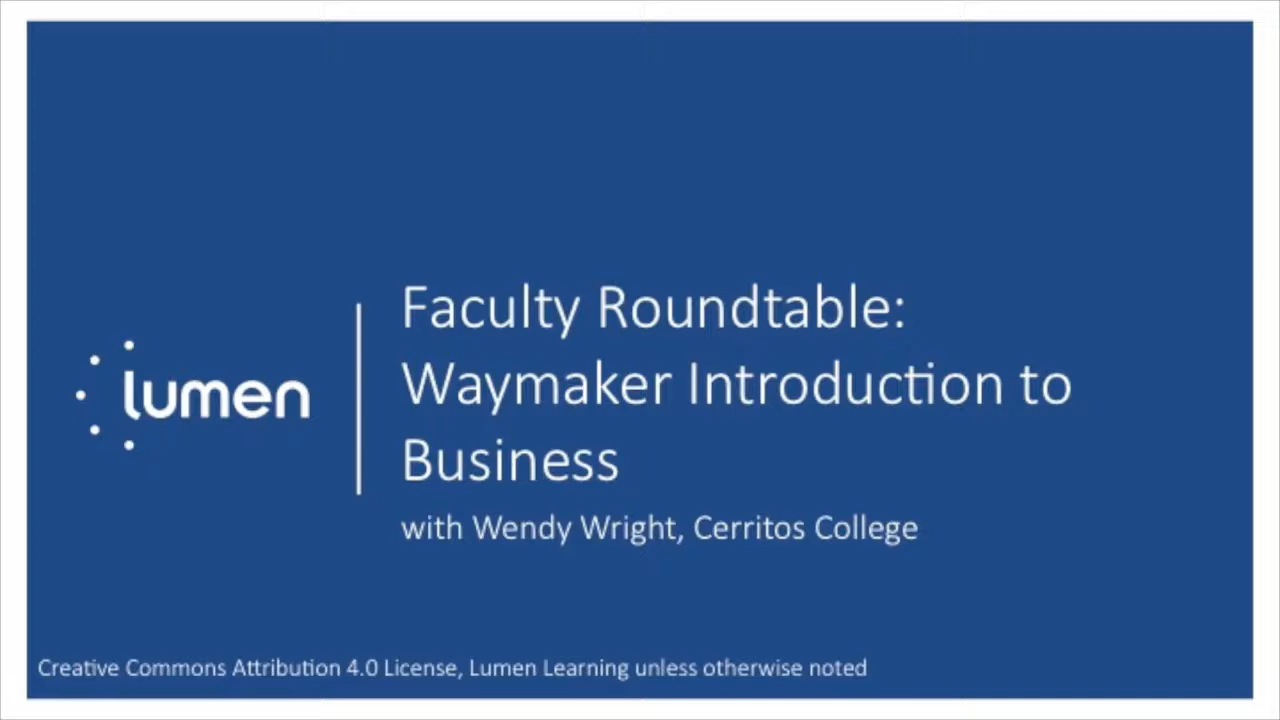 lumen
Faculty Roundtable:
Waymaker Introduction to
Business
with Wendy Wright, Cerritos College
Creative Commons Attribution 4.0 License, Lumen Learning unless otherwise noted